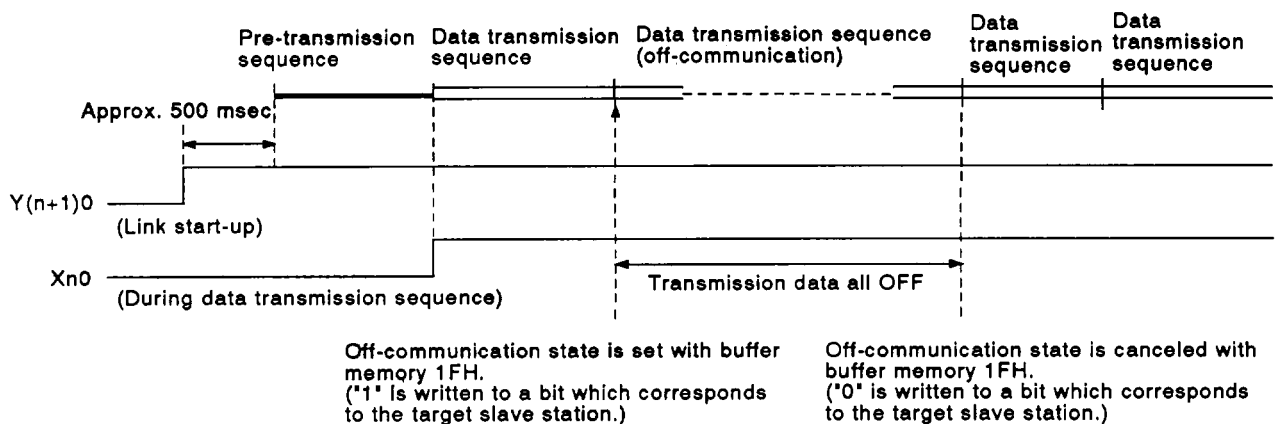 Pre-transmission
sequence
Data transmission
sequence
Data transmission sequence
(off-communication)
Data
transmission
sequence
Data
transmission
sequence
Approx. 500 msec
Y(n+1)0
(Link start-up)
Xn0
(During data transmission sequence)
Transmission data all OFF
Off-communication state is set with buffer
memory 1FH.
("1" is written to a bit which corresponds
to the target slave station.)
Off-communication state is canceled with
buffer memory 1FH.
("0" is written to a bit which corresponds
to the target slave station.)